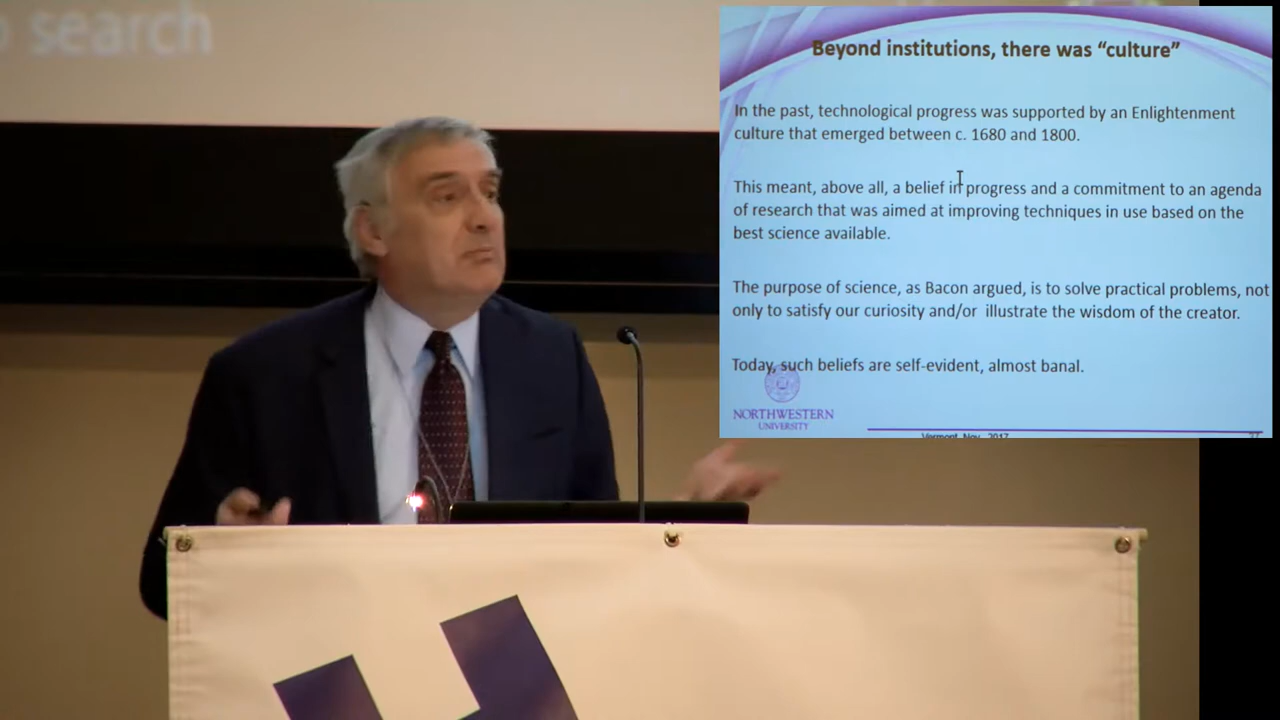 search
Beyond institutions, there was “culture”
In the past, technological progress was supported by an Enlightenment
culture that emerged between c. 1680 and 1800.
This meant, above all, a belief in progress and a commitment to an agenda
of research that was aimed at improving techniques in use based on the
best science available.
The purpose of science, as Bacon argued, is to solve practical problems, not
only to satisfy our curiosity and/or illustrate the wisdom of the creator.
Today, such beliefs are self-evident, almost banal.
NORTHWESTERN
UNIVERSITY
Vermont, Nov. 2017